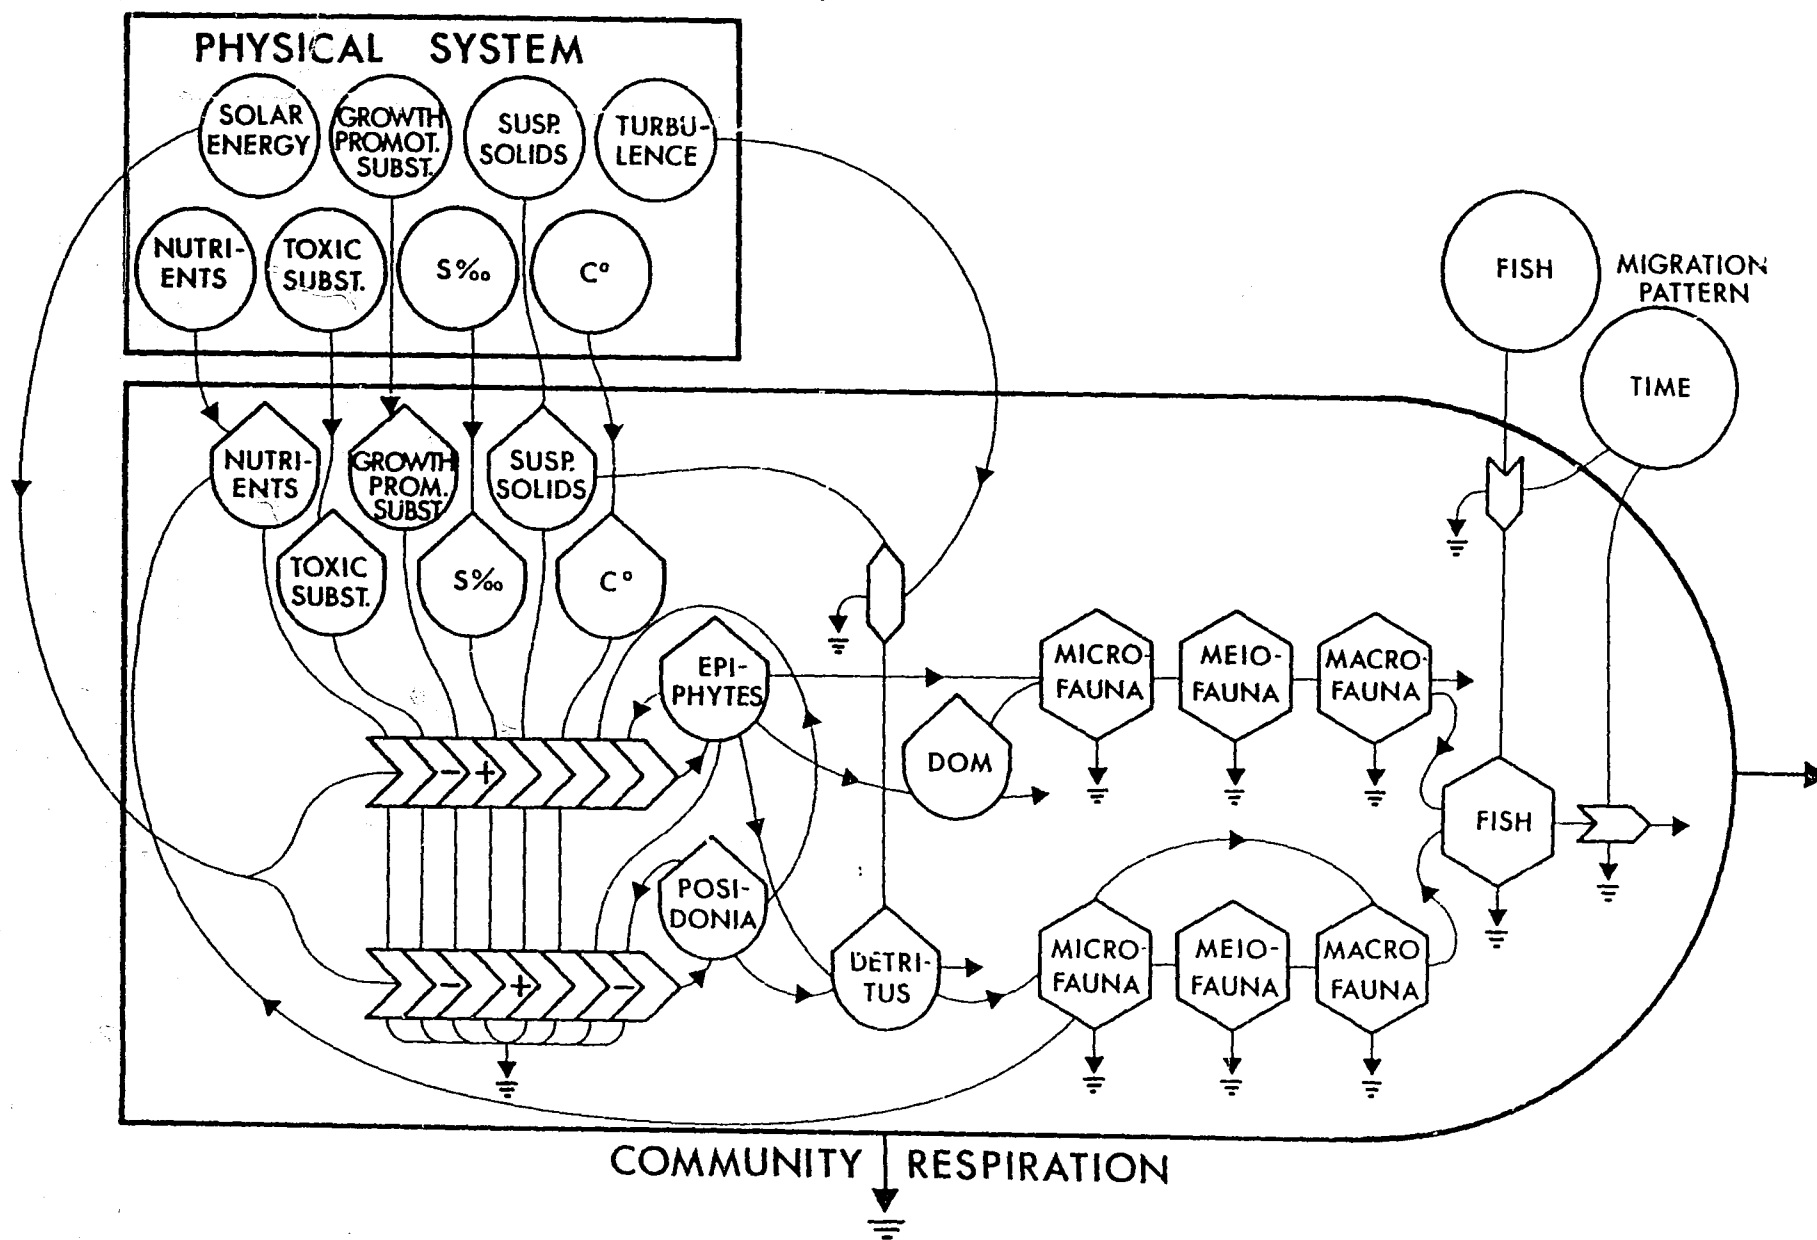 PHYSICAL SYSTEM
SOLAR
ENERGY
GROWTH
PROMOT.
SUBST.
SUSP.
SOLIDS
TURBU-
LENCE
NUTRI-
ENTS
TOXIC
SUBST.
S‰
C°
FISH
MIGRATION
PATTERN
TIME
NUTRI-
ENTS
GROWTH
PROM.
SUBST
SUSP.
SOLIDS
TOXIC
SUBST.
S‰
C°
EPI-
PHYTES
MICRO-
FAUNA
MEIO-
FAUNA
MACRO-
FAUNA
DOM
- +
FISH
POSI-
DONIA
DETRI-
TUS
MICRO-
FAUNA
MEIO-
FAUNA
MACRO
FAUNA
- + -
COMMUNITY RESPIRATION